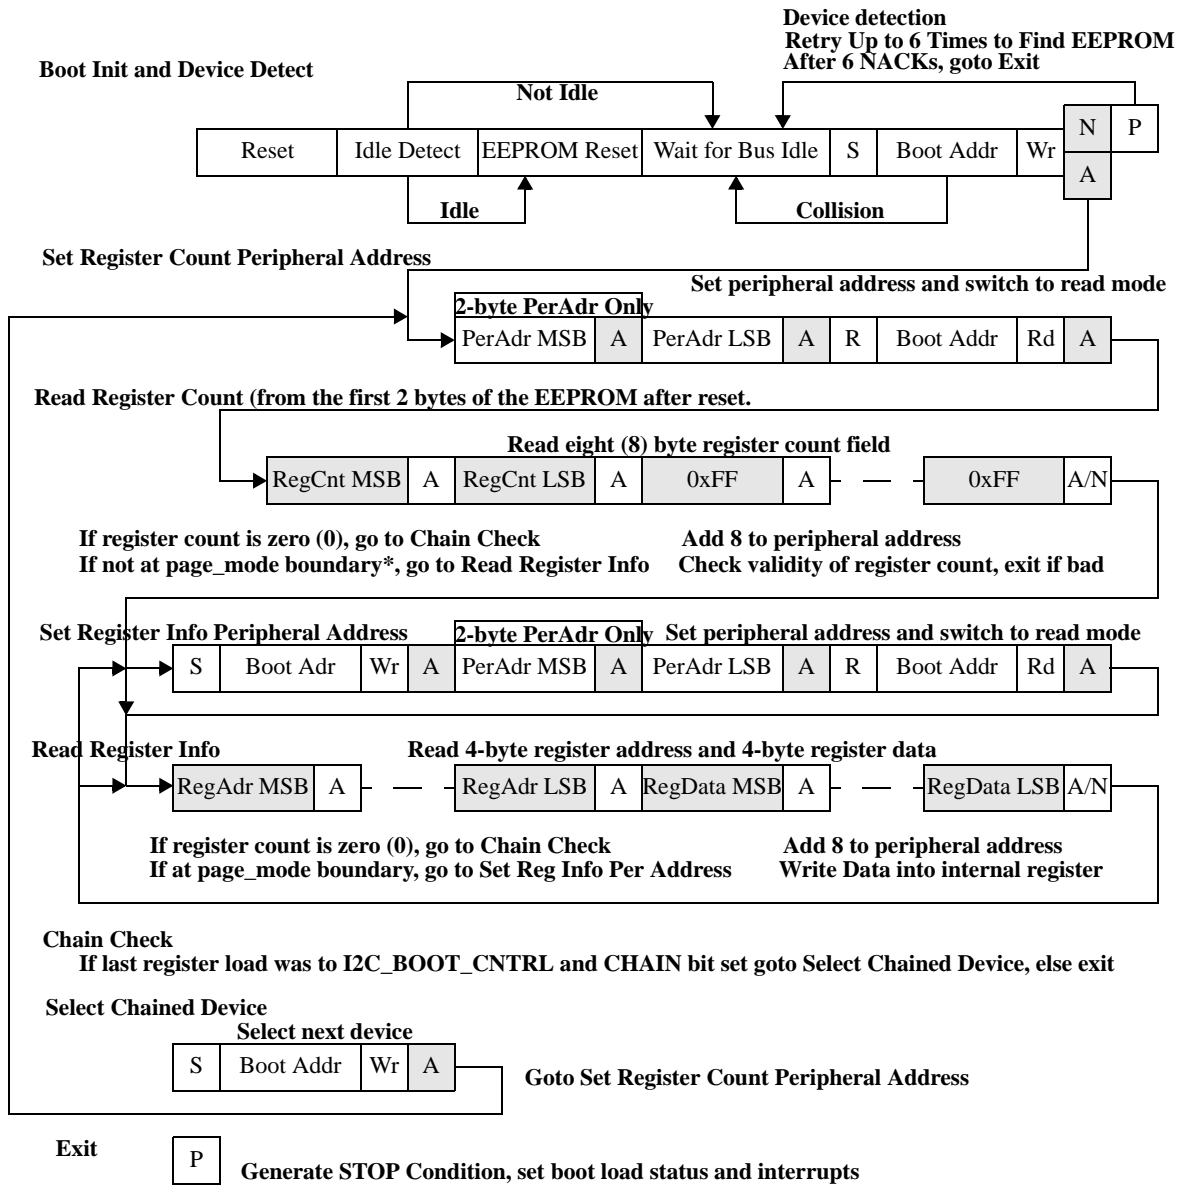 Device detection
Retry Up to 6 Times to Find EEPROM
After 6 NACKs, goto Exit
Boot Init and Device Detect
Not Idle
N P
Reset Idle Detect EEPROM Reset Wait for Bus Idle S Boot Addr Wr
A
Idle Collision
Set Register Count Peripheral Address
Set peripheral address and switch to read mode
2-byte PerAdr Only
PerAdr MSB A PerAdr LSB A R Boot Addr Rd A
Read Register Count (from the first 2 bytes of the EEPROM after reset.
Read eight (8) byte register count field
RegCnt MSB A RegCnt LSB A 0xFF A 0xFF A/N
If register count is zero (0), go to Chain Check Add 8 to peripheral address
If not at page_mode boundary*, go to Read Register Info Check validity of register count, exit if bad
Set Register Info Peripheral Address 2-byte PerAdr Only Set peripheral address and switch to read mode
S Boot Adr Wr A PerAdr MSB A PerAdr LSB A R Boot Addr Rd A
Read Register Info Read 4-byte register address and 4-byte register data
RegAdr MSB A RegAdr LSB A RegData MSB A RegData LSB A/N
If register count is zero (0), go to Chain Check Add 8 to peripheral address
If at page_mode boundary, go to Set Reg Info Per Address Write Data into internal register
Chain Check
If last register load was to I2C_BOOT_CNTRL and CHAIN bit set goto Select Chained Device, else exit
Select Chained Device
Select next device
S Boot Addr Wr A
Goto Set Register Count Peripheral Address
Exit
P
Generate STOP Condition, set boot load status and interrupts